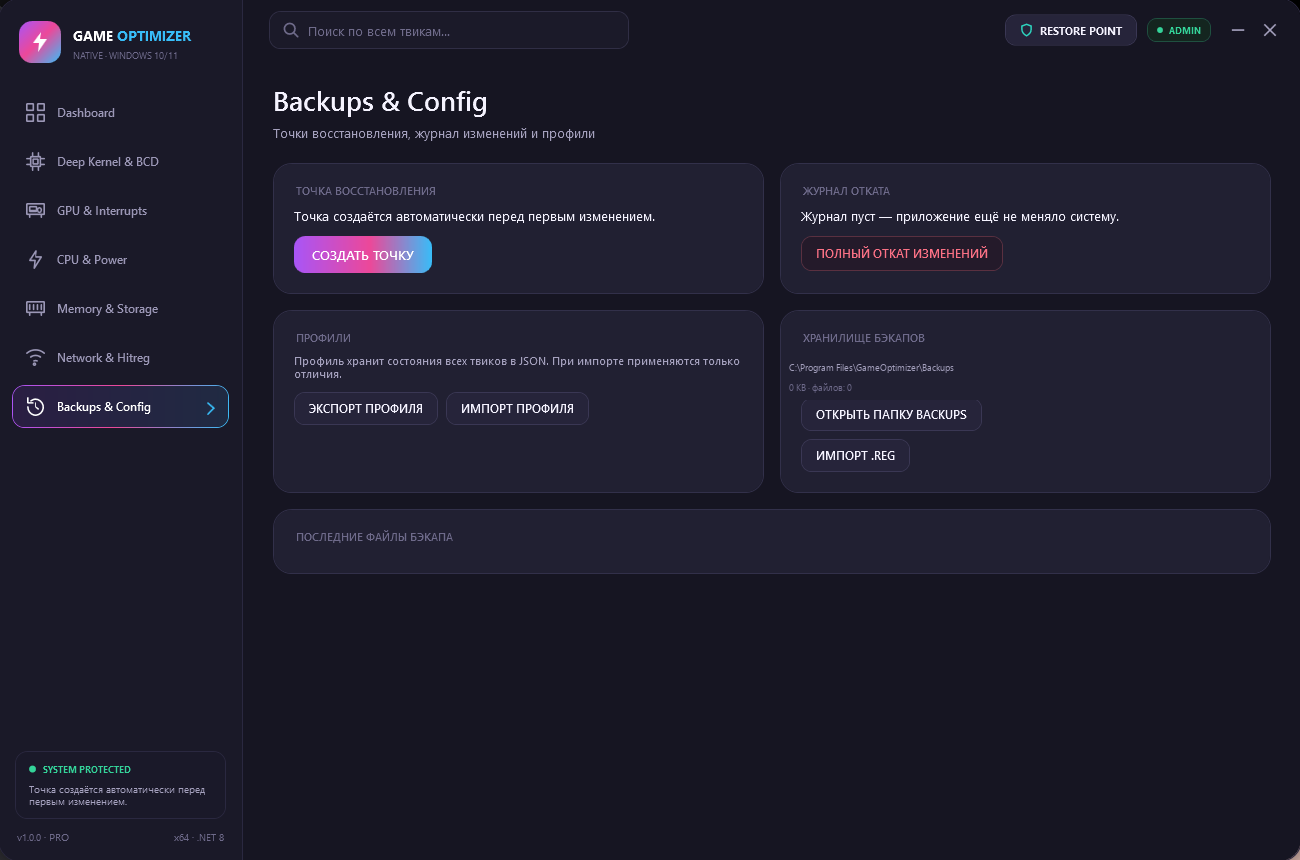 GAME OPTIMIZER
NATIVE · WINDOWS 10/11
Dashboard
Deep Kernel & BCD
GPU & Interrupts
CPU & Power
Memory & Storage
Network & Hitreg
Backups & Config
SYSTEM PROTECTED
Точка создаётся автоматически перед
первым изменением.
v1.0.0 · PRO
x64 · .NET 8
Поиск по всем твикам...
RESTORE POINT
ADMIN
Backups & Config
Точки восстановления, журнал изменений и профили
ТОЧКА ВОССТАНОВЛЕНИЯ
Точка создаётся автоматически перед первым изменением.
СОЗДАТЬ ТОЧКУ
ЖУРНАЛ ОТКАТА
Журнал пуст — приложение ещё не меняло систему.
ПОЛНЫЙ ОТКАТ ИЗМЕНЕНИЙ
ПРОФИЛИ
Профиль хранит состояния всех твиков в JSON. При импорте применяются только
отличия.
ЭКСПОРТ ПРОФИЛЯ
ИМПОРТ ПРОФИЛЯ
ХРАНИЛИЩЕ БЭКАПОВ
C:\Program Files\GameOptimizer\Backups
0 KB · файлов: 0
ОТКРЫТЬ ПАПКУ BACKUPS
ИМПОРТ .REG
ПОСЛЕДНИЕ ФАЙЛЫ БЭКАПА